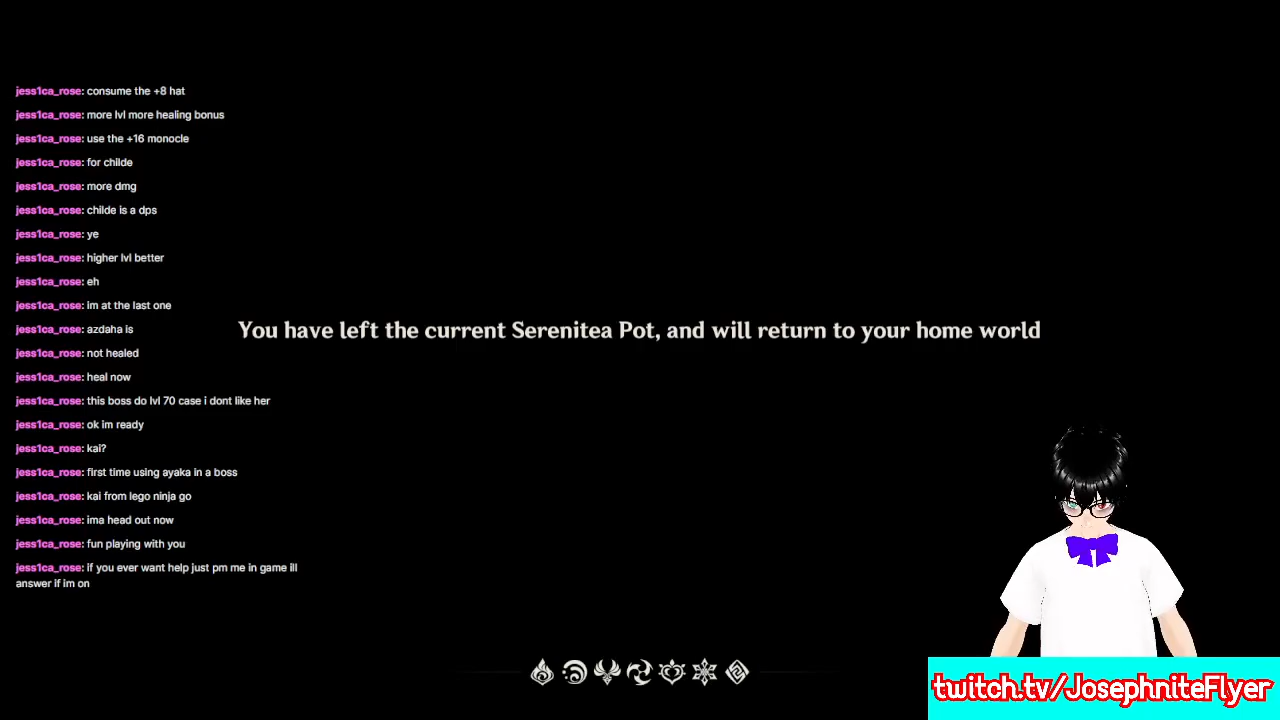 jess1ca_rose: consume the +8 hat
jess1ca_rose: more lvl more healing bonus
jess1ca_rose: use the +16 monocle
jess1ca_rose: for childe
jess1ca_rose: more dmg
jess1ca_rose: childe is a dps
jess1ca_rose: ye
jess1ca_rose: higher lvl better
jess1ca_rose: eh
jess1ca_rose: im at the last one
jess1ca_rose: azdaha is
You have left the current Serenitea Pot, and will return to your home world
jess1ca_rose: not healed
jess1ca_rose: heal now
jess1ca_rose: this boss do lvl 70 case i dont like her
jess1ca_rose: ok im ready
jess1ca_rose: kai?
jess1ca_rose: first time using ayaka in a boss
jess1ca_rose: kai from lego ninja go
jess1ca_rose: ima head out now
jess1ca_rose: fun playing with you
jess1ca_rose: if you ever want help just pm me in game ill
answer if im on
twitch.tv/JosephniteFlyer